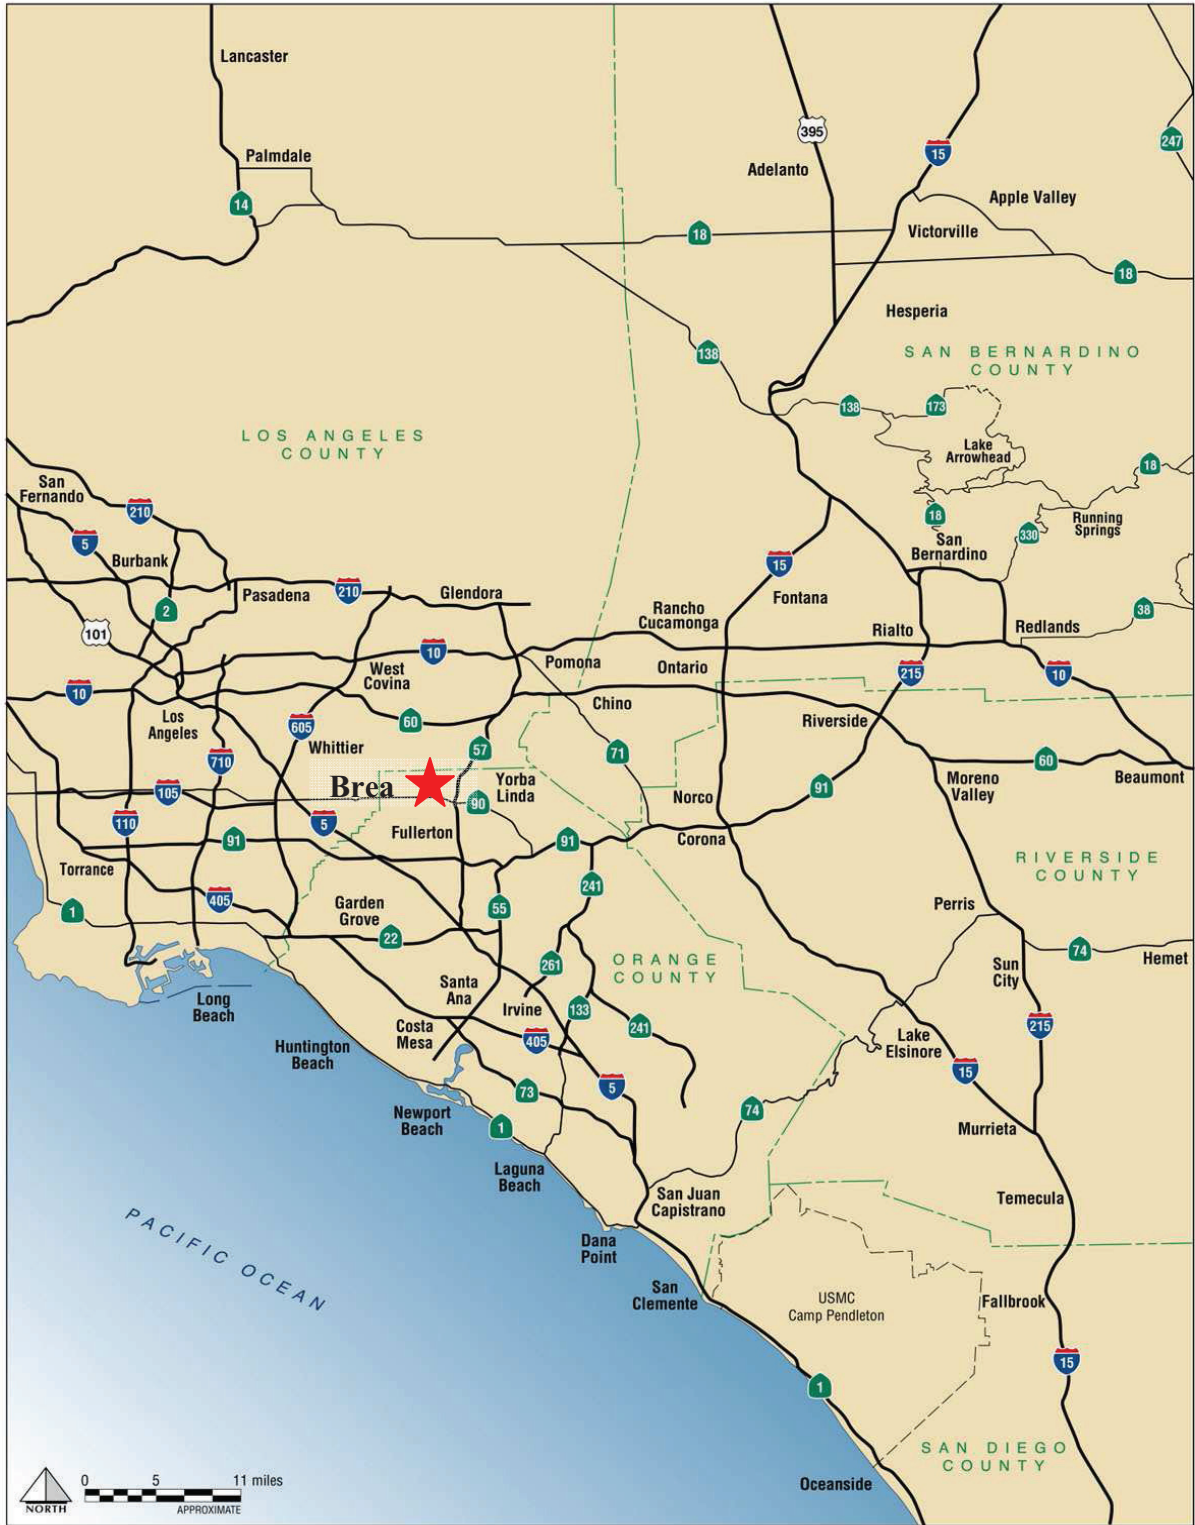 Lancaster
395
15
247
Palmdale
Adelanto
14
Apple Valley
18
Victorville
18
Hesperia
138
SAN BERNARDINO
COUNTY
138
173
LOS ANGELES
COUNTY
Lake
Arrowhead
18
San
Fernando
210
18
Running
Springs
330
5
San
Bernardino
Burbank
15
210
Pasadena
Glendora
Fontana
2
Rancho
Cucamonga
38
101
Rialto
Redlands
10
Pomona
Ontario
West
Covina
215
10
10
Chino
60
Los
Angeles
605
Riverside
Whittier
57
71
710
60
Brea
Yorba
Linda
Moreno
Valley
Beaumont
105
90
91
Norco
110
5
Fullerton
91
91
Corona
Torrance
RIVERSIDE
COUNTY
241
405
1
Garden
Grove
55
Perris
22
74
Hemet
261
ORANGE
COUNTY
Sun
City
Santa
Ana
Irvine
133
Long
Beach
241
215
Costa
Mesa
405
Lake
Elsinore
Huntington
Beach
15
73
5
Newport
Beach
74
1
Murrieta
Laguna
Beach
San Juan
Capistrano
Temecula
PACIFIC OCEAN
Dana
Point
San
Clemente
USMC
Camp Pendleton
Fallbrook
15
1
SAN DIEGO
COUNTY
Oceanside
NORTH
0 5 11 miles
APPROXIMATE